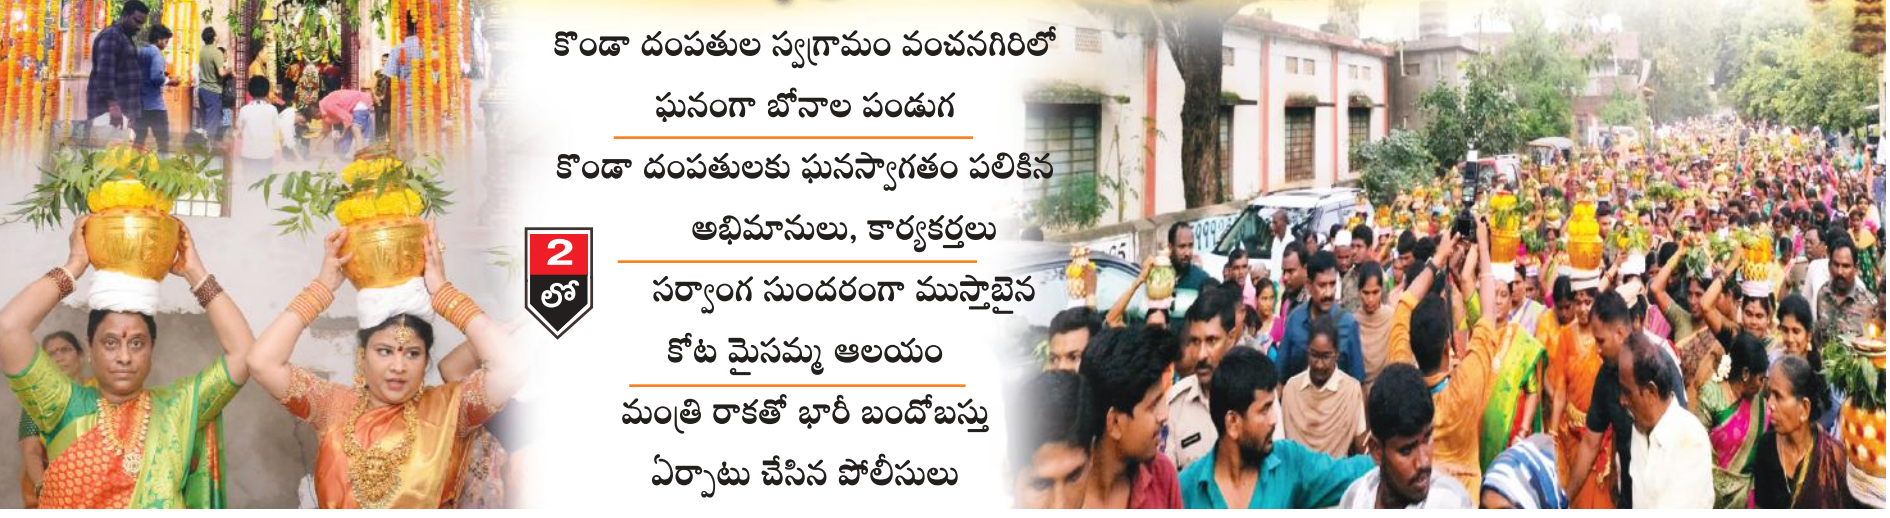 కొండా దంపతుల స్వగ్రామం వంచనగిరిలో
ఘనంగా బోనాల పండుగ
కొండా దంపతులకు ఘనస్వాగతం పలికిన
అభిమానులు, కార్యకర్తలు
సర్వాంగ సుందరంగా ముస్తాబైన
కోట మైసమ్మ ఆలయం
మంత్రి రాకతో భారీ బందోబస్తు
ఏర్పాటు చేసిన పోలీసులు
2
లో